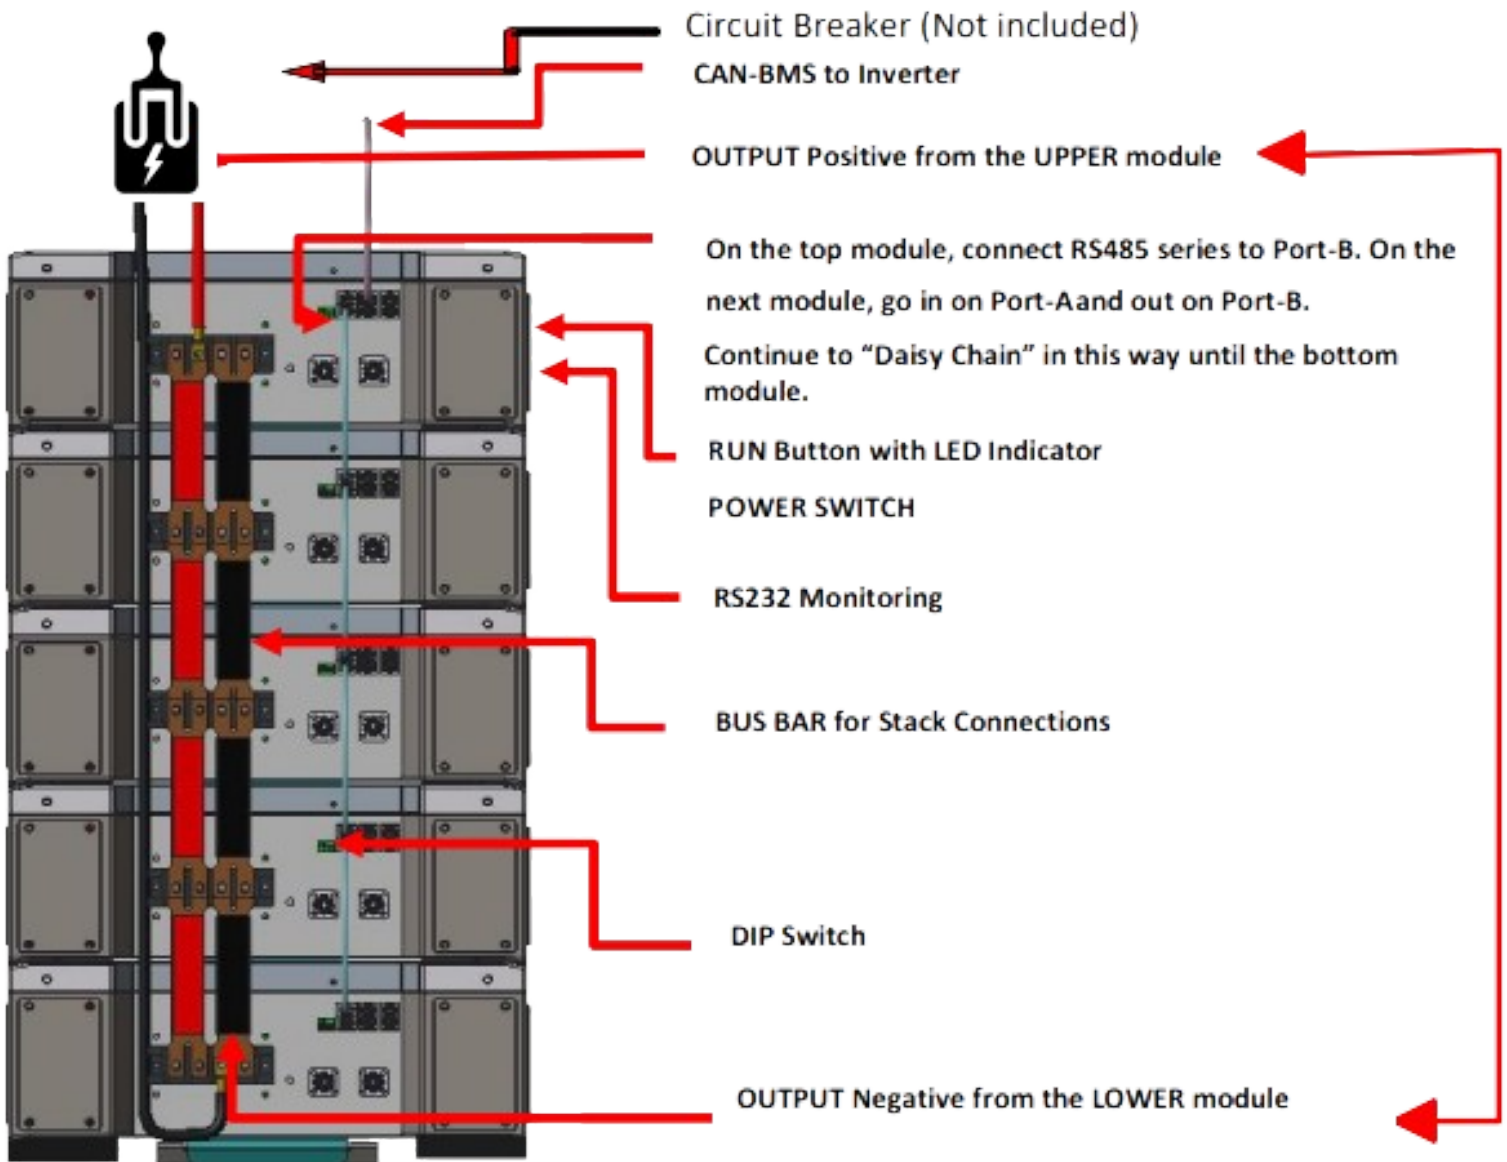 Circuit Breaker (Not included)
CAN-BMS to Inverter
OUTPUT Positive from the UPPER module
On the top module, connect RS485 series to Port-B. On the
next module, go in on Port-Aand out on Port-B.
Continue to “Daisy Chain” in this way until the bottom
module.
RUN Button with LED Indicator
POWER SWITCH
RS232 Monitoring
BUS BAR for Stack Connections
DIP Switch
OUTPUT Negative from the LOWER module